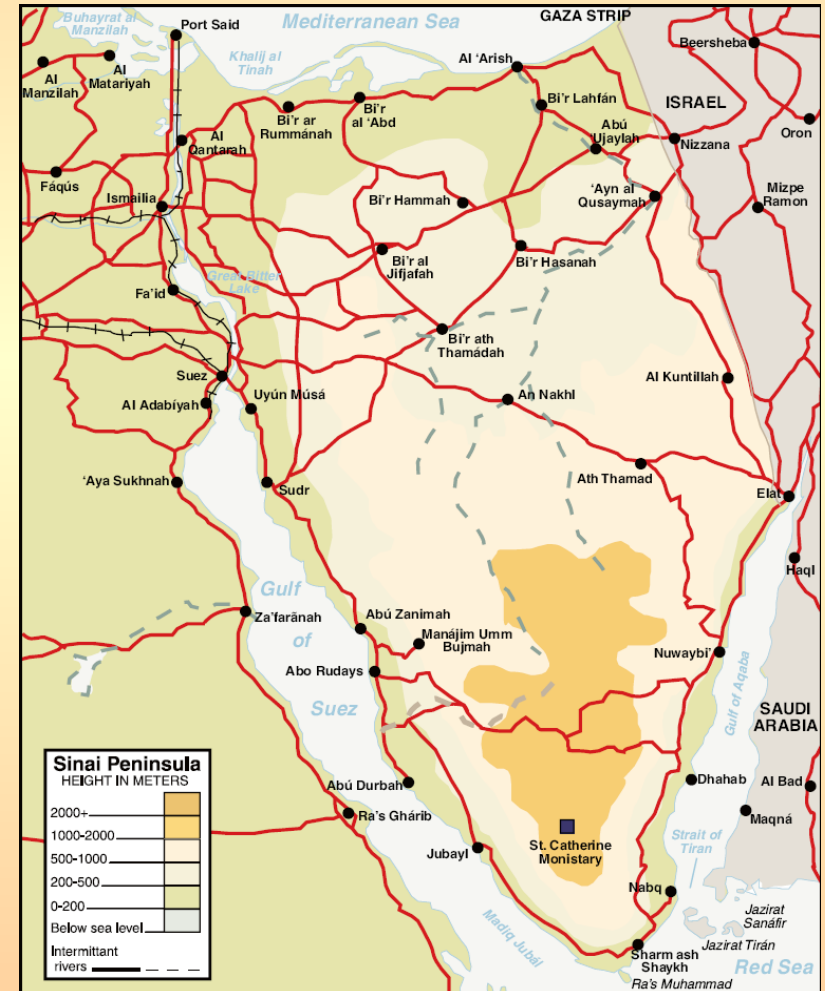 Buhayrat al
Manzilah
Port Said
Mediterranean Sea
GAZA STRIP
Beersheba
Khalij al
Tinah
Al ‘Arish
Al
Manzilah
Al
Matariyah
Bi’r Lahfán
ISRAEL
Bi’r ar
Rummánah
Bi’r
al ‘Abd
Abú
‘Ujaylah
Oron
Al
Qantarah
Nizzana
Fáqús
‘Ayn al
Qusaymah
Mizpe
Ramon
Ismailia
Bi’r Hammah
Bi’r al
Jifjafah
Bi’r Hasanah
Great Bitter
Lake
Fa’id
Bi’r ath
Thamádah
Suez
Uyún Músá
An Nakhl
Al Kuntillah
Al Adabíyah
‘Aya Sukhnah
Sudr
Ath Thamad
Elat
Haql
Gulf
of
Suez
Za‘farãnah
Abú Zanimah
Manájim Umm
Bujmah
Abo Rudays
Nuwaybi’
Gulf of Aqaba
SAUDI
ARABIA
Sinai Peninsula
HEIGHT IN METERS
2000+
1000-2000
500-1000
200-500
0-200
Below sea level
Intermittant
rivers
Abú Durbah
Ra’s Ghárib
Dhahab
Al Bad
Maqná
Jubayl
St. Catherine
Monistary
Strait of
Tiran
Nabq
Madiq Jubál
Jazirat
Sanáfir
Jazirat Tirán
Sharm ash
Shaykh
Red Sea
Ra’s Muhammad